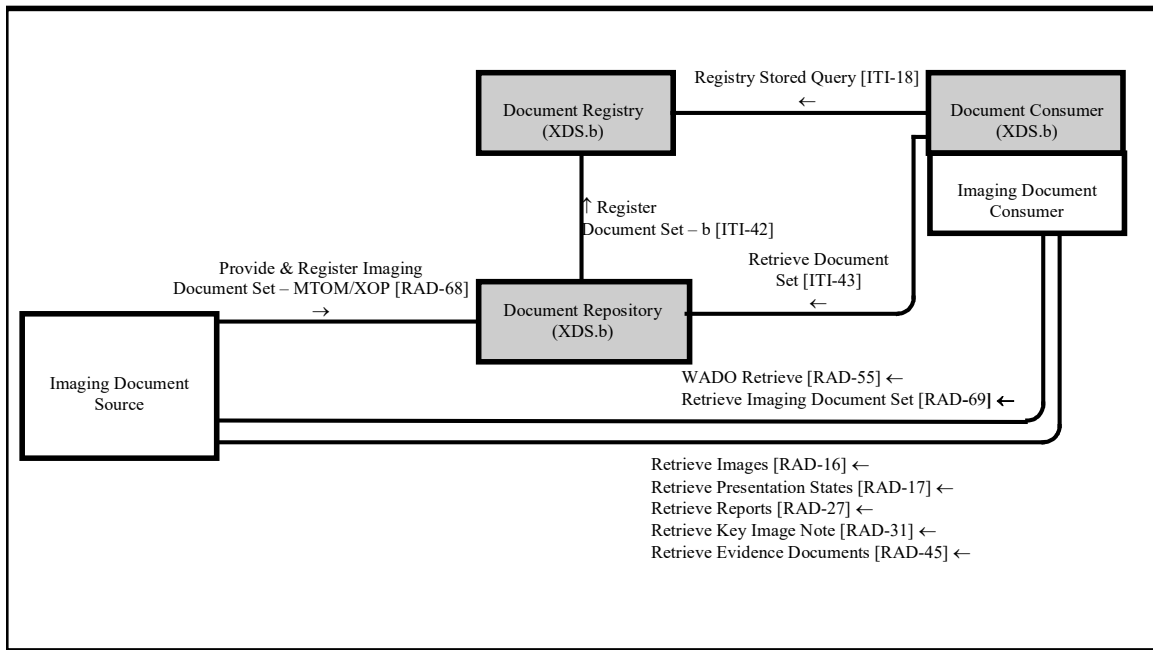 Registry Stored Query [ITI-18]
←
Document Registry
(XDS.b)
Document Consumer
(XDS.b)
Imaging Document
Consumer
↑ Register
Document Set – b [ITI-42]
Retrieve Document
Set [ITI-43]
←
Provide & Register Imaging
Document Set – MTOM/XOP [RAD-68]
→
Document Repository
(XDS.b)
Imaging Document
Source
WADO Retrieve [RAD-55] ←
Retrieve Imaging Document Set [RAD-69] ←
Retrieve Images [RAD-16] ←
Retrieve Presentation States [RAD-17] ←
Retrieve Reports [RAD-27] ←
Retrieve Key Image Note [RAD-31] ←
Retrieve Evidence Documents [RAD-45] ←